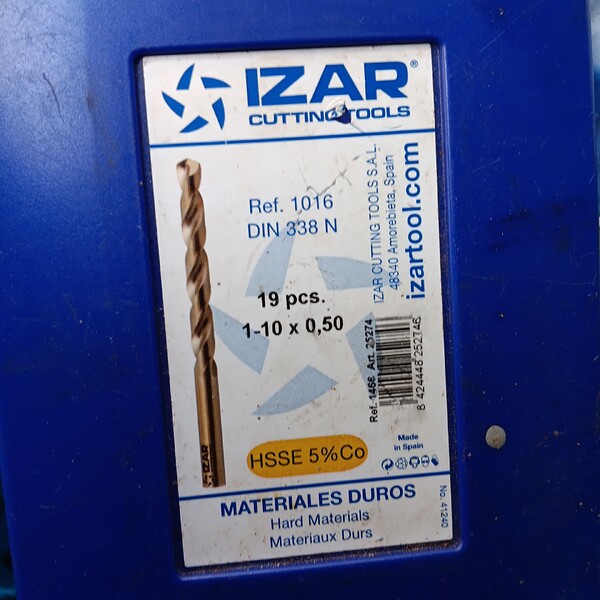 IZAR®
CUTTING TOOLS
Ref. 1016
DIN 338 N
19 pcs.
1-10 x 0,50
IZAR CUTTING TOOLS S.A.L.
48340 Amorebieta, Spain
izartool.com
Ref. 1466 Art. 25274
8 424448 252746
IZAR
HSSE 5%Co
Made
in Spain
MATERIALES DUROS
Hard Materials
Materiaux Durs
No. 41240